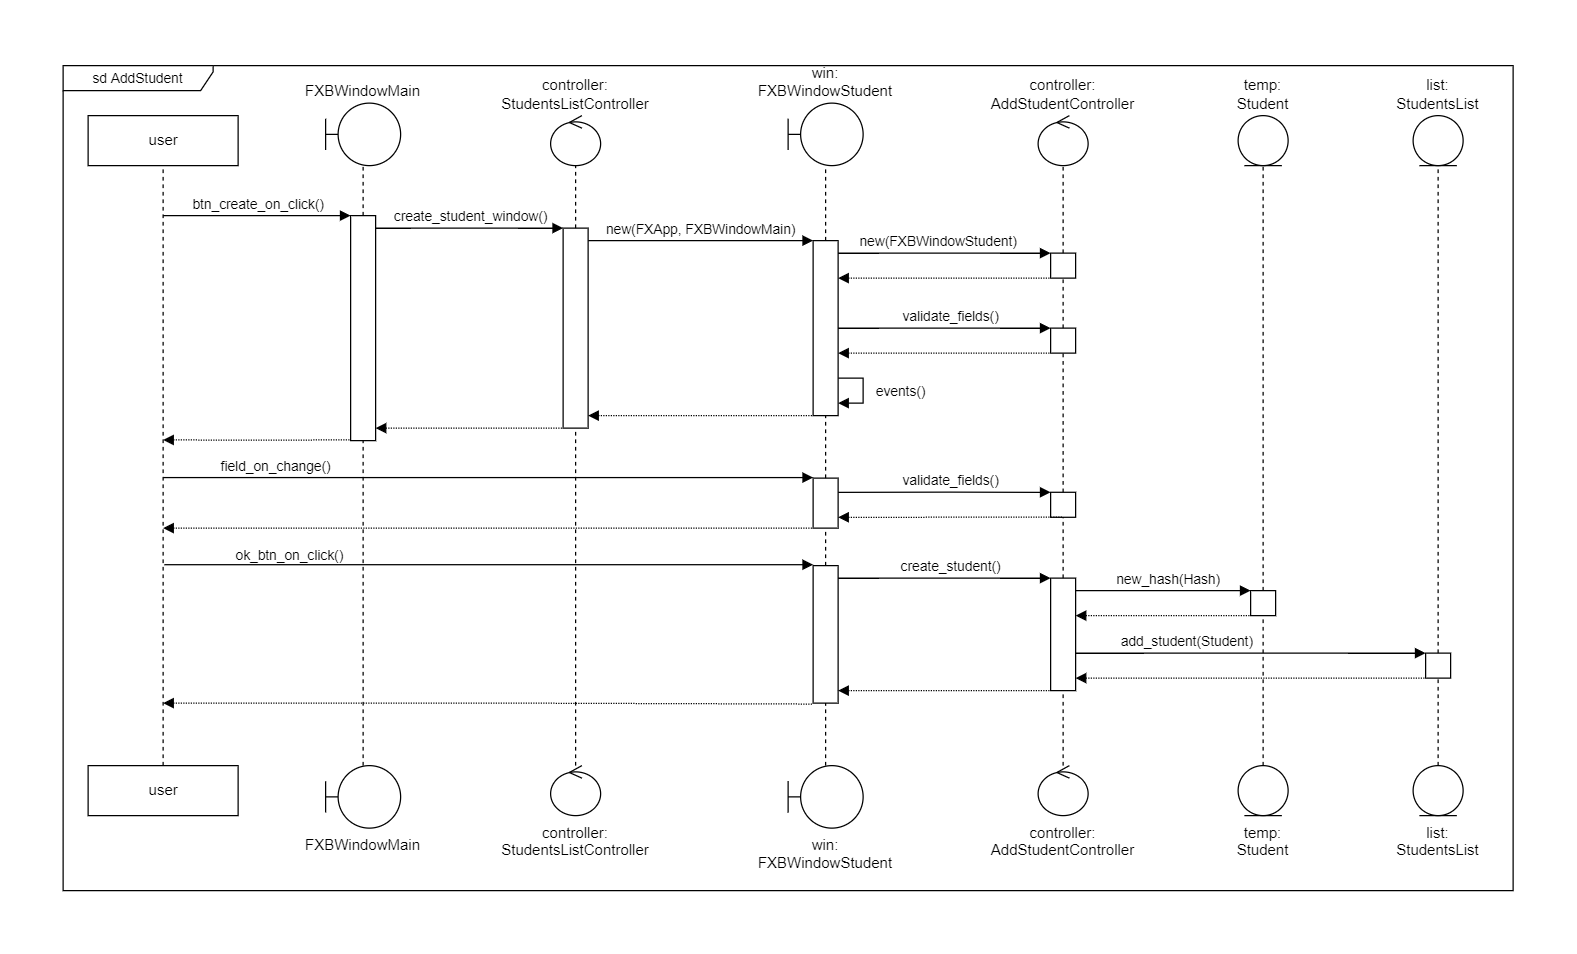 sd AddStudent
FXBWindowMain
controller:
StudentsListController
win:
FXBWindowStudent
controller:
AddStudentController
temp:
Student
list:
StudentsList
user
btn_create_on_click()
create_student_window()
new(FXApp, FXBWindowMain)
new(FXBWindowStudent)
validate_fields()
events()
field_on_change()
validate_fields()
ok_btn_on_click()
create_student()
new_hash(Hash)
add_student(Student)
user
FXBWindowMain
controller:
StudentsListController
win:
FXBWindowStudent
controller:
AddStudentController
temp:
Student
list:
StudentsList